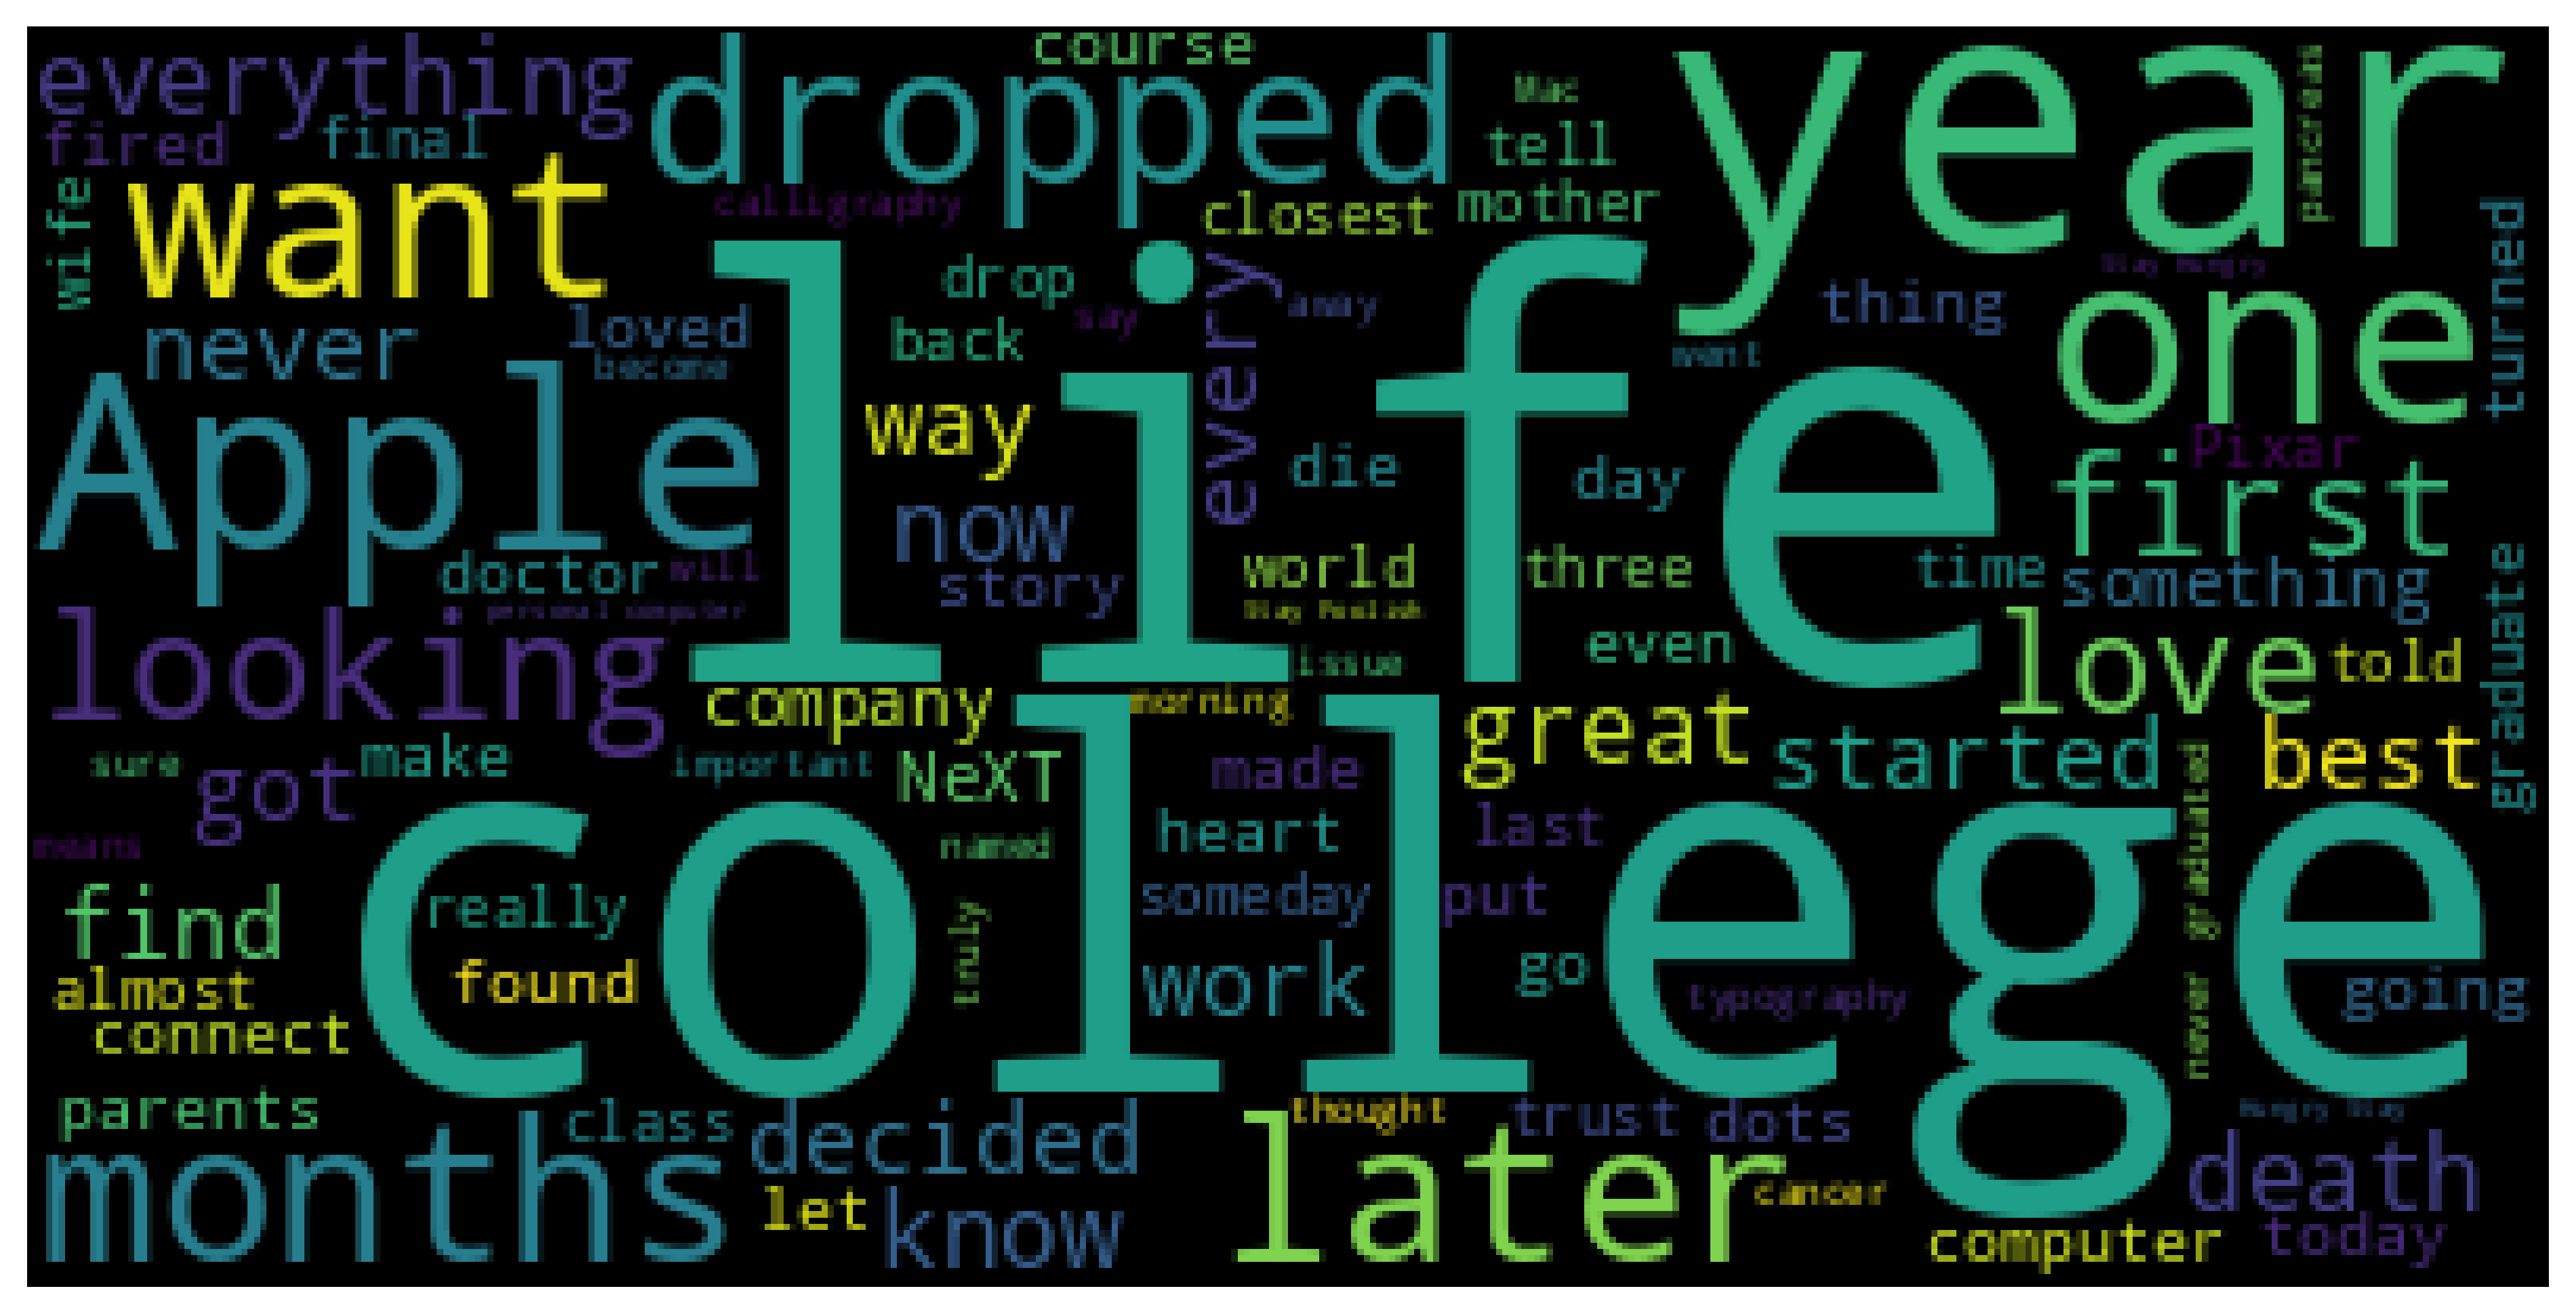 everything
dropped
course
year
Mac
tell
pancreas
fired
final
want
wife
calligraphy
closest
mother
life
drop
every
away
Stay Hungry
turned
thing
one
never
loved
back
say
become
went
Apple
way
die
day
Pixar
first
now
doctor
will
story
world
three
time
something
graduate
personal computer
Stay Foolish
looking
even
issue
love
told
company
morning
great
started
best
sure
got
make
important
NeXT
made
college
heart
last
never graduated
means
named
find
really
truly
someday
put
almost
found
work
go
typography
going
connect
parents
class
decided
thought
trust
dots
Hungry Stay
months
later
death
let
know
cancer
computer
today